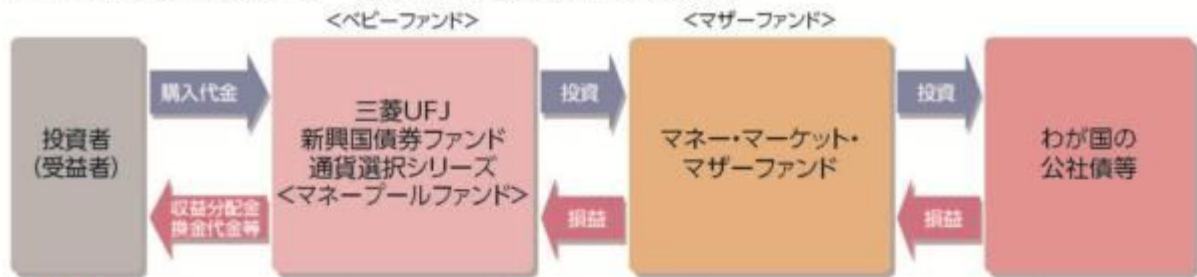 <ベビーファンド>
<マザーファンド>
投資者
(受益者)
購入代金
収益分配金
換金代金等
三菱UFJ
新興国債券ファンド
通貨選択シリーズ
<マネープールファンド>
投資
損益
マネー・マーケット・
マザーファンド
投資
損益
わが国の
公社債等